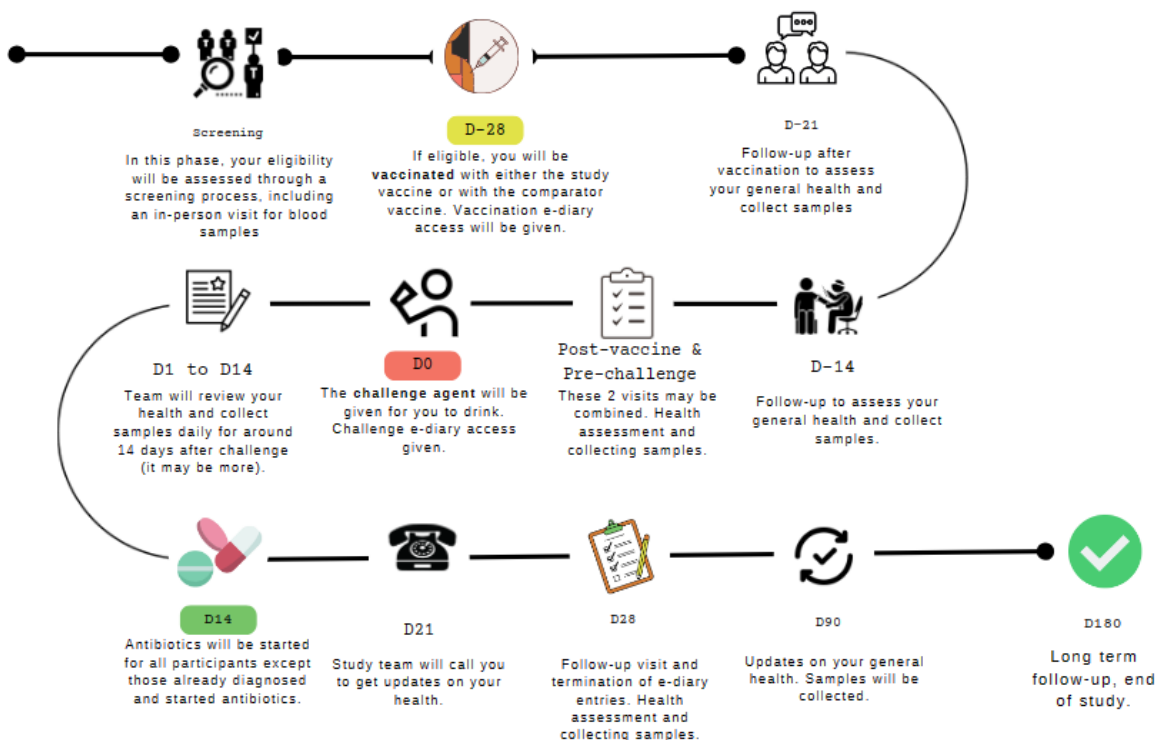 Screening
In this phase, your eligibility
will be assessed through a
screening process, including
an in-person visit for blood
samples
D-28
If eligible, you will be
vaccinated with either the study
vaccine or with the comparator
vaccine. Vaccination e-diary
access will be given.
D-21
Follow-up after
vaccination to assess
your general health and
collect samples
D1 to D14
Team will review your
health and collect
samples daily for around
14 days after challenge
(it may be more).
D0
The challenge agent will be
given for you to drink.
Challenge e-diary access
given.
Post-vaccine &
Pre-challenge
These 2 visits may be
combined. Health
assessment and
collecting samples.
D-14
Follow-up to assess your
general health and collect
samples.
D14
Antibiotics will be started
for all participants except
those already diagnosed
and started antibiotics.
D21
Study team will call you
to get updates on your
health.
D28
Follow-up visit and
termination of e-diary
entries. Health
assessment and
collecting samples.
D90
Updates on your general
health. Samples will be
collected.
D180
Long term
follow-up, end
of study.